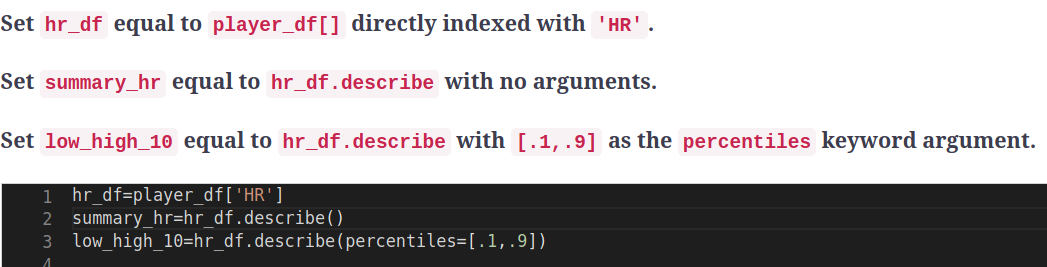 Set hr_df equal to player_df[] directly indexed with 'HR'.
Set summary_hr equal to hr_df.describe with no arguments.
Set low_high_10 equal to hr_df.describe with [.1,.9] as the percentiles keyword argument.
1 hr_df=player_df['HR']
2 summary_hr=hr_df.describe()
3 low_high_10=hr_df.describe(percentiles=[.1,.9])
4